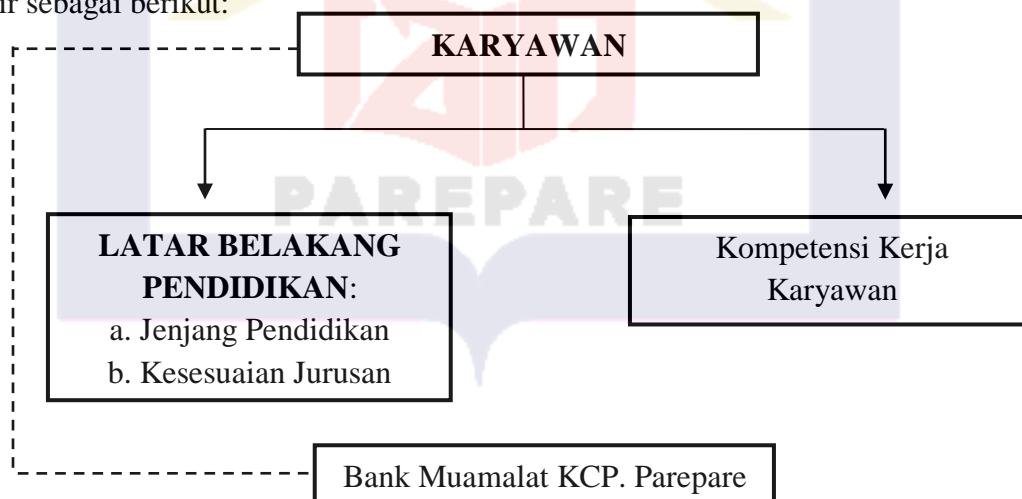 ir sebagai berikut:
KARYAWAN
PAREPARE
LATAR BELAKANG
PENDIDIKAN:
a. Jenjang Pendidikan
b. Kesesuaian Jurusan
Kompetensi Kerja
Karyawan
Bank Muamalat KCP. Parepare